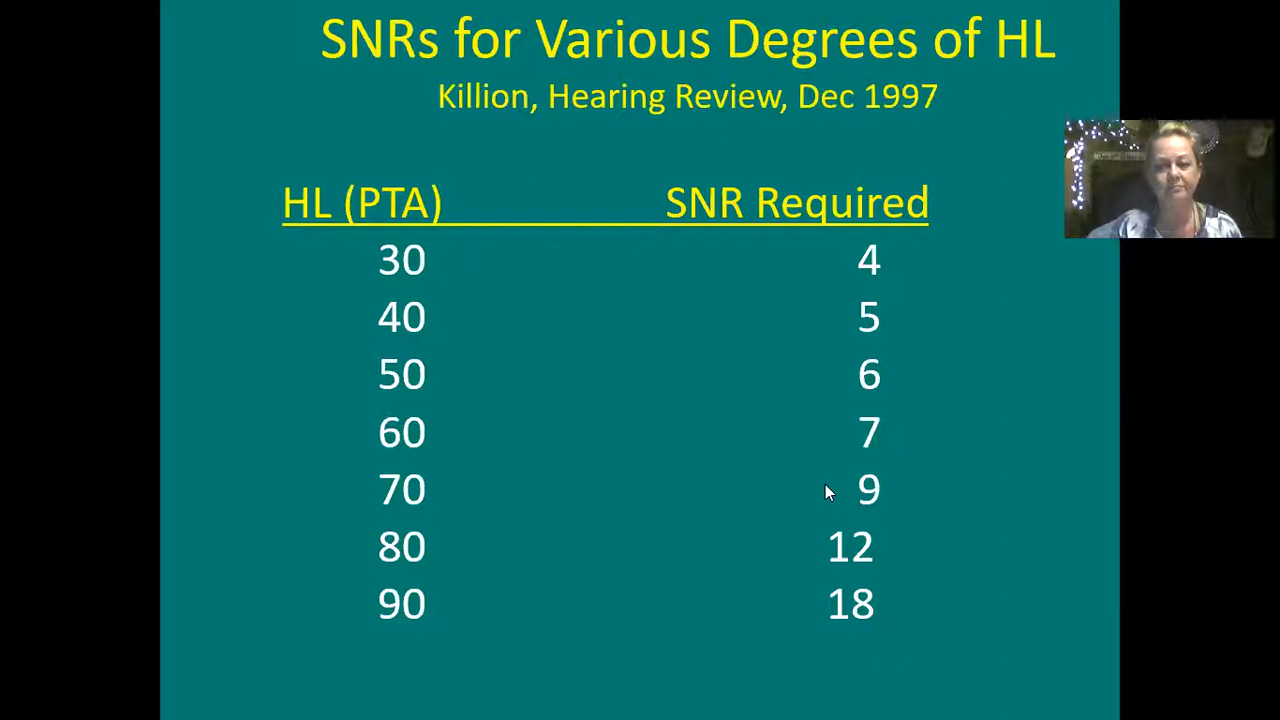 SNRs for Various Degrees of HL
Killion, Hearing Review, Dec 1997
HL (PTA) SNR Required
30 4
40 5
50 6
60 7
70 9
80 12
90 18